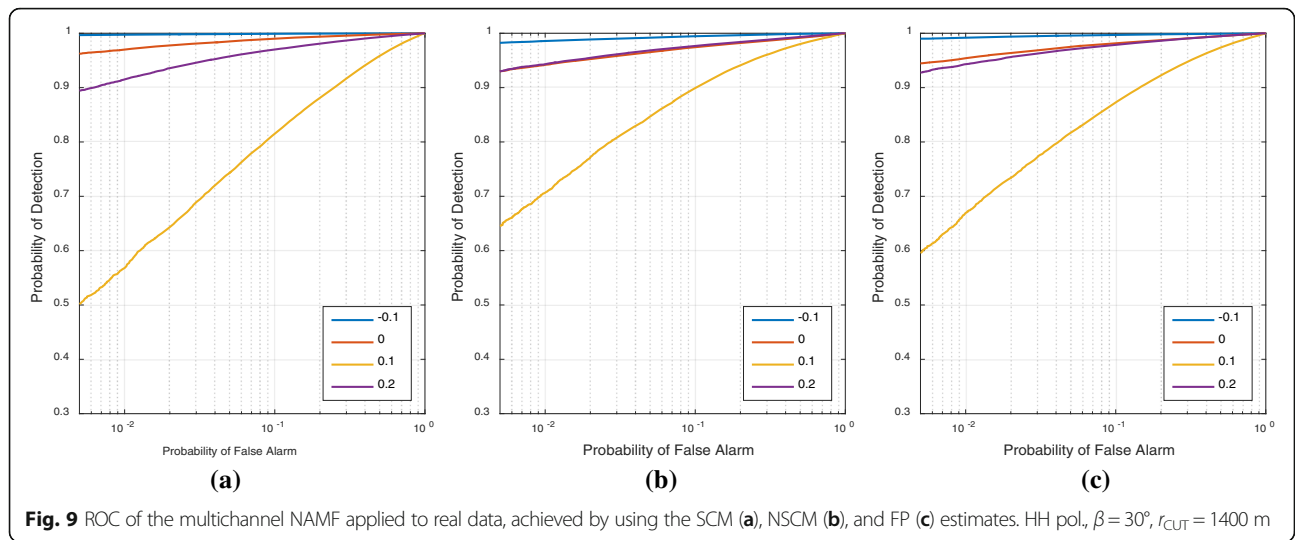 1
0.9
0.8
0.7
0.6
0.5
0.4
0.3
Probability of Detection
10⁻² 10⁻¹ 10⁰
Probability of False Alarm
-0.1
0
0.1
0.2
(a)
1
0.9
0.8
0.7
0.6
0.5
0.4
0.3
Probability of Detection
10⁻² 10⁻¹ 10⁰
Probability of False Alarm
-0.1
0
0.1
0.2
(b)
1
0.9
0.8
0.7
0.6
0.5
0.4
0.3
Probability of Detection
10⁻² 10⁻¹ 10⁰
Probability of False Alarm
-0.1
0
0.1
0.2
(c)
Fig. 9 ROC of the multichannel NAMF applied to real data, achieved by using the SCM (a), NSCM (b), and FP (c) estimates. HH pol., β = 30°, r_CUT = 1400 m